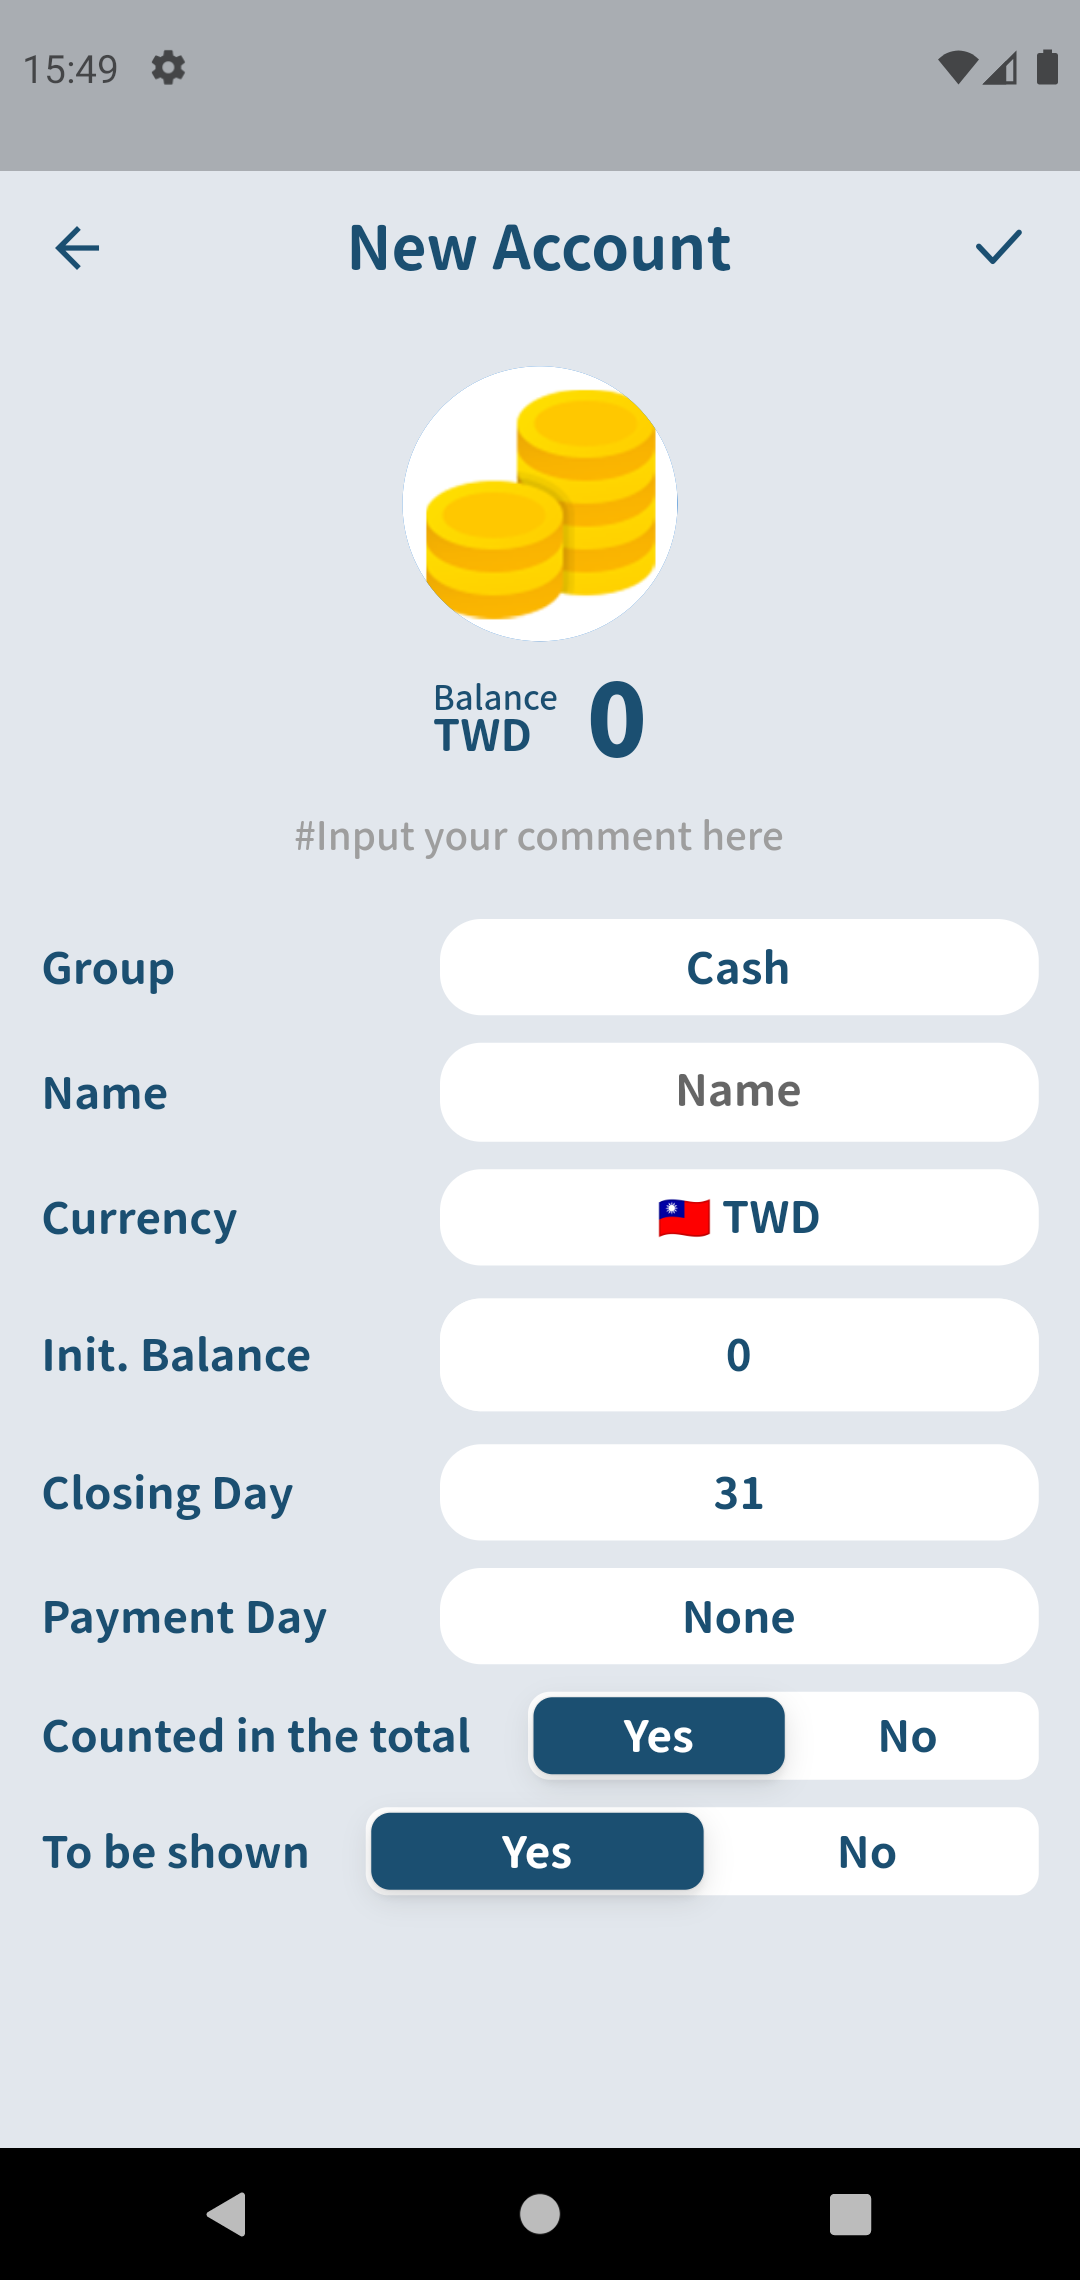 15:49
New Account
Balance
TWD
0
#Input your comment here
Group
Cash
Name
Name
Currency
🇹🇼 TWD
Init. Balance
0
Closing Day
31
Payment Day
None
Counted in the total
Yes
No
To be shown
Yes
No